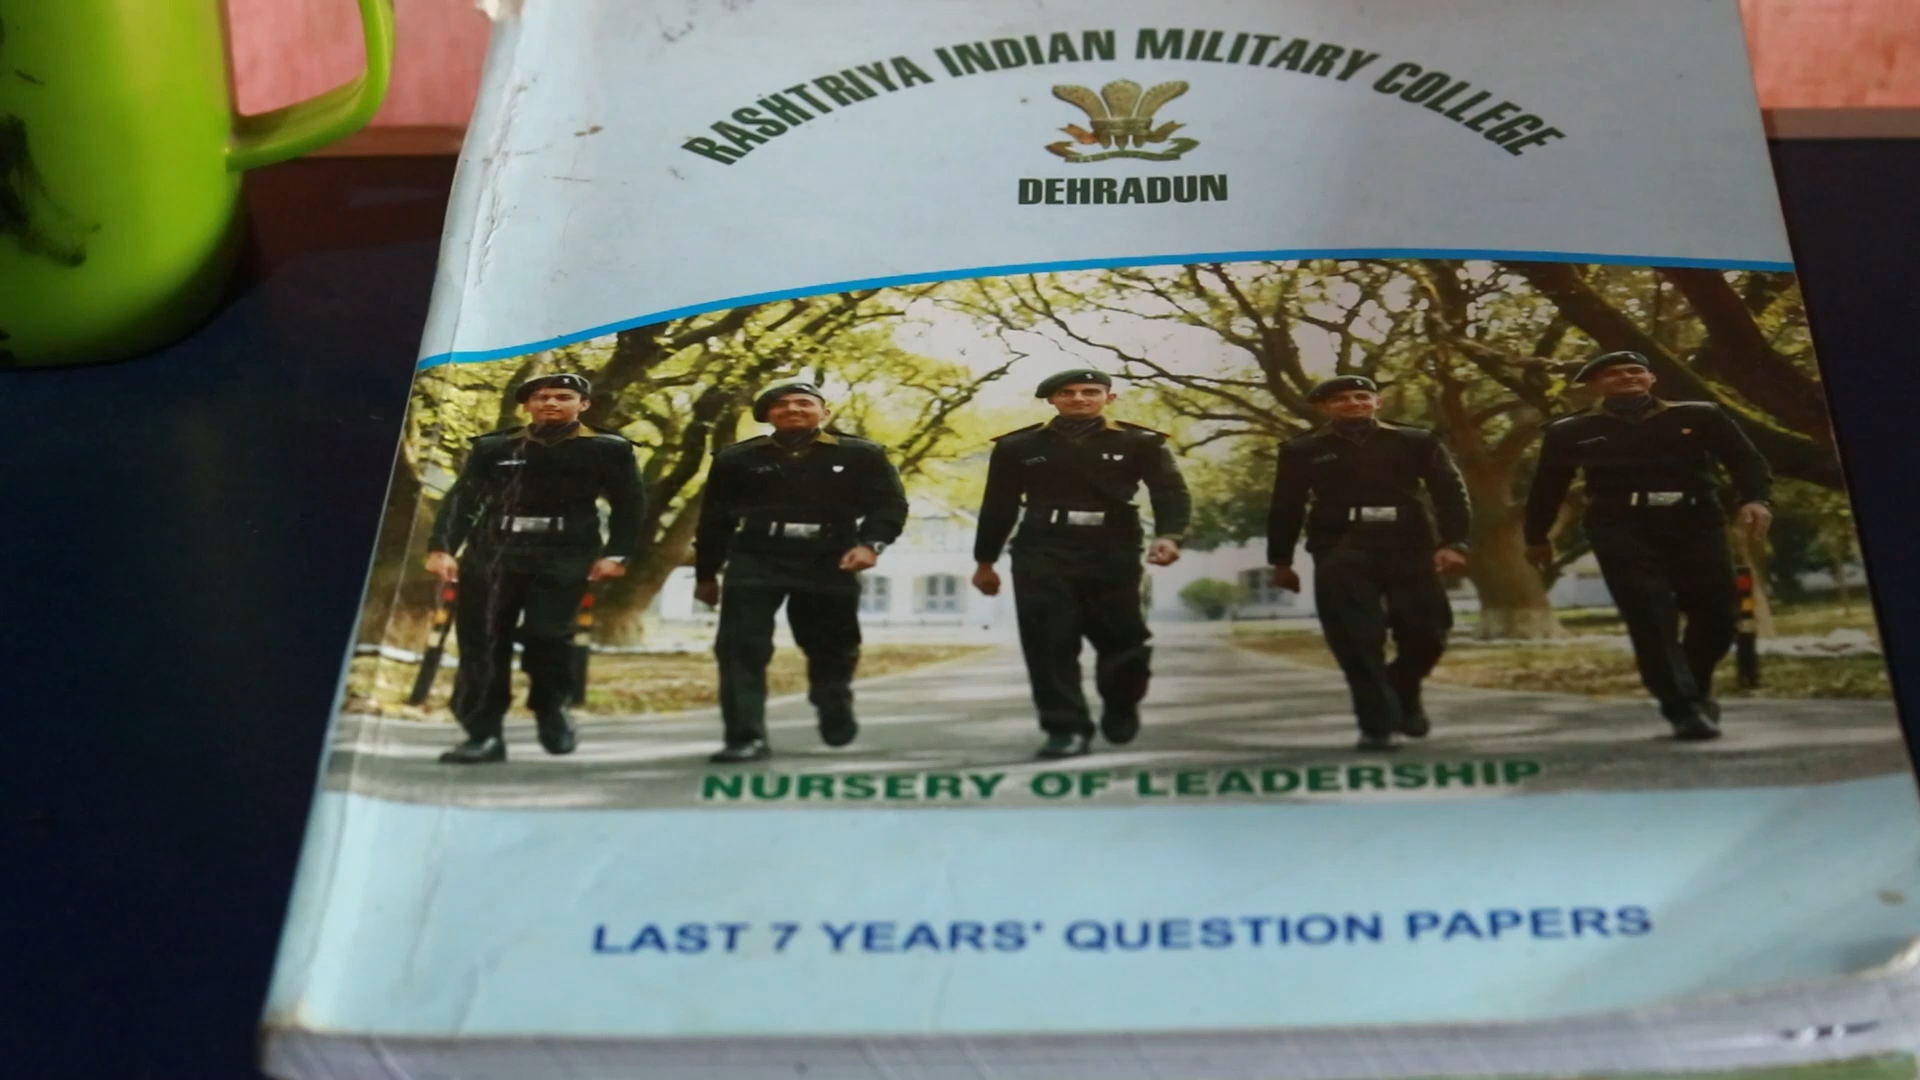 RASHTRIYA INDIAN MILITARY COLLEGE
DEHRADUN
NURSERY OF LEADERSHIP
LAST 7 YEARS' QUESTION PAPERS